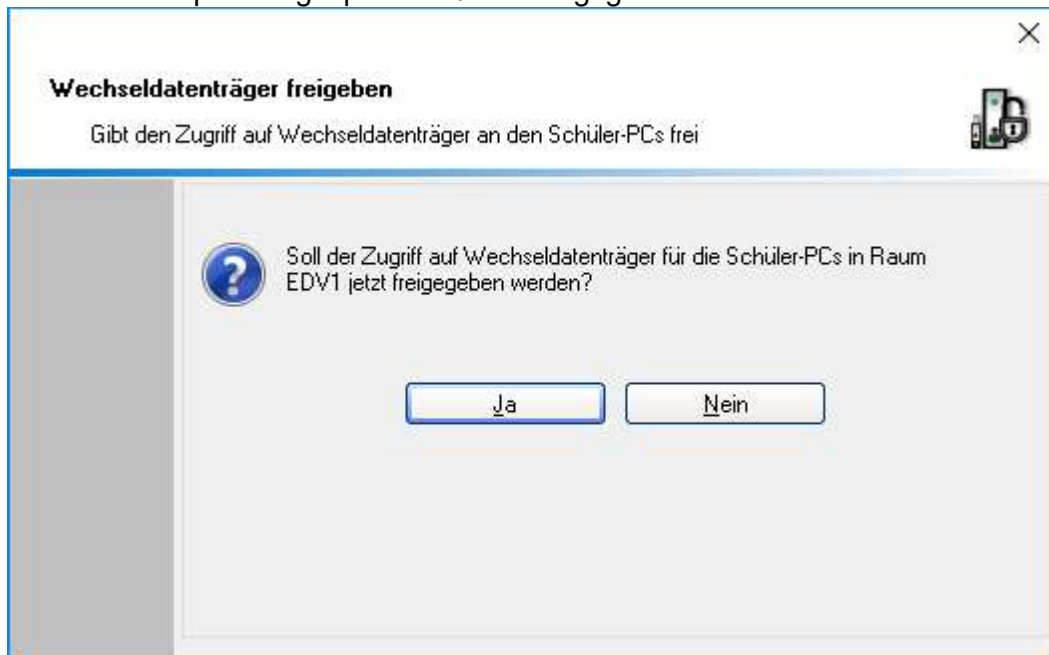 Wechseldatenträger freigeben
Gibt den Zugriff auf Wechseldatenträger an den Schüler-PCs frei
Soll der Zugriff auf Wechseldatenträger für die Schüler-PCs in Raum
EDV1 jetzt freigegeben werden?
Ja
Nein